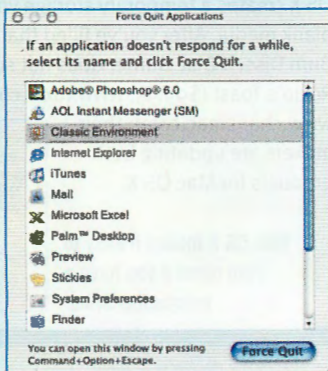 Force Quit Applications
If an application doesn't respond for a while,
select its name and click Force Quit.
Adobe® Photoshop® 6.0
AOL Instant Messenger (SM)
Classic Environment
Internet Explorer
iTunes
Mail
Microsoft Excel
Palm™ Desktop
Preview
Stickies
System Preferences
Finder
You can open this window by pressing
Command+Option+Escape.
Force Quit